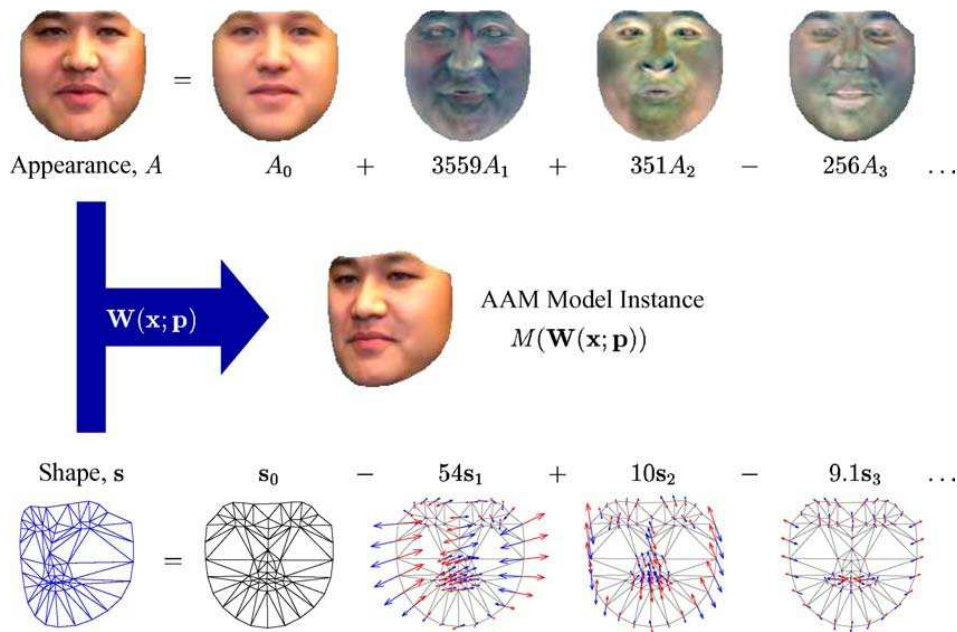 =
Appearance, A A₀ + 3559A₁ + 351A₂ − 256A₃ ...
W(x; p)
AAM Model Instance
M(W(x; p))
Shape, s s₀ − 54s₁ + 10s₂ − 9.1s₃ ...
=